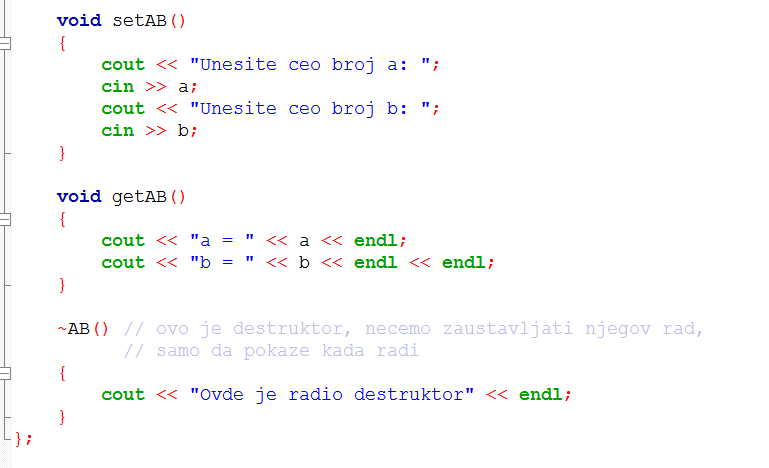 void setAB()
{
cout << "Unesite ceo broj a: ";
cin >> a;
cout << "Unesite ceo broj b: ";
cin >> b;
}
void getAB()
{
cout << "a = " << a << endl;
cout << "b = " << b << endl << endl;
}
~AB() // ovo je destruktor, necemo zaustavljati njegov rad,
// samo da pokaze kada radi
{
cout << "Ovde je radio destruktor" << endl;
}
};